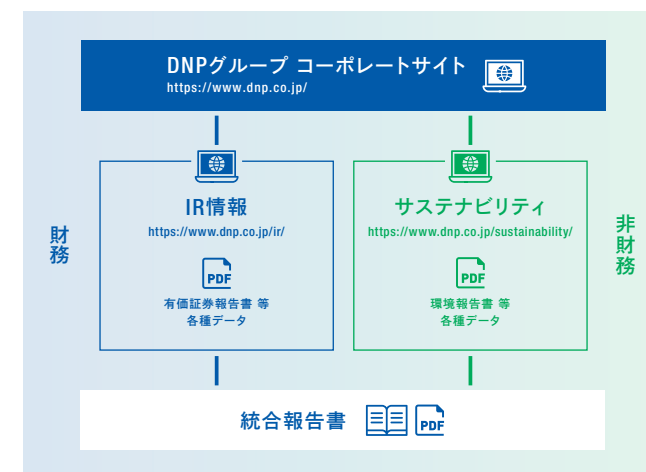 DNPグループ コーポレートサイト
https://www.dnp.co.jp/
財務
IR情報
https://www.dnp.co.jp/ir/
PDF
有価証券報告書 等
各種データ
サステナビリティ
https://www.dnp.co.jp/sustainability/
PDF
環境報告書 等
各種データ
非財務
統合報告書
PDF